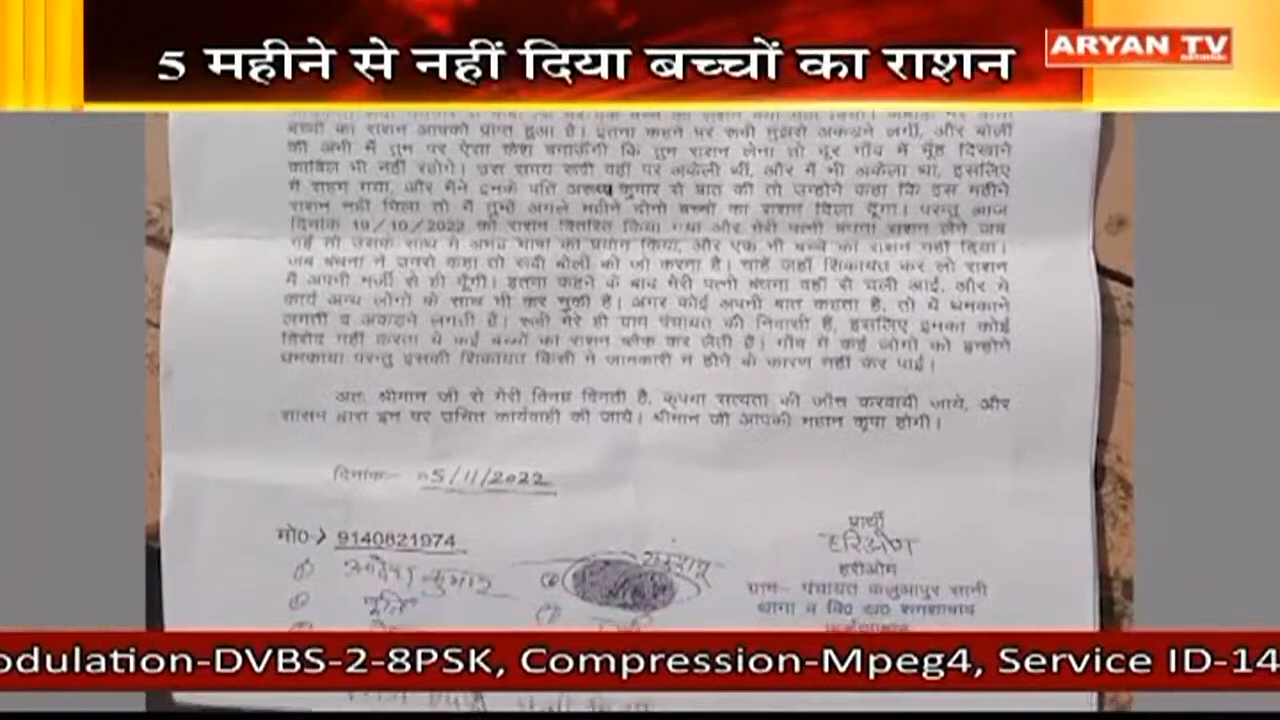 5 महीने से नहीं दिया बच्चों का राशन
ARYAN TV
बच्चों का राशन आपको प्राप्त हुआ है। इतना कहने पर रूबी मुझसे अकड़ने लगी, और बोली
की अभी मैं तुम पर ऐसा केश बनाऊँगी कि तुम राशन लेना तो दूर गाँव में मुँह दिखाने
काबिल भी नहीं रहोगे। उस समय रूबी वहाँ पर अकेली थी, और मैं भी अकेला था, इसलिए
मैं सहम गया, और मैंने इनके पति कुमार से बात की तो उन्होंने कहा कि इस महीने
राशन नहीं मिला तो मैं तुम्हें अगले महीने दोनो बच्चों का राशन दिला दूँगा। परन्तु आज
दिनांक 19/10/2022 को राशन वितरित किया गया और मेरी पत्नी राशन लेने जब
गई तो उसके साथ में अभद्र भाषा का प्रयोग किया, और एक भी बच्चे का राशन नहीं दिया।
जब ने उनसे कहा तो रूबी बोली की जो करना है। चाहें जहाँ शिकायत कर लो राशन
मैं अपनी मर्जी से ही दूँगी। इतना कहने के बाद मेरी पत्नी वहाँ से चली आई, और ये
कार्य अन्य लोगों के साथ भी कर चुकी है। अगर कोई अपनी बात कहता है, तो ये धमकाने
लगती व अकड़ने लगती है। रूबी मेरे ही ग्राम पंचायत की निवासी हैं, इसलिए इनका कोई
विरोध नहीं करता ये कई बच्चों का राशन ब्लैक कर लेती है। गाँव में कई लोगों को इन्होंने
धमकाया परन्तु इसकी शिकायत किसी ने जानकारी न होने के कारण नहीं कर पाई।
अतः श्रीमान जी से मेरी विनम्र विनती है, कृपया सत्यता की जाँच करवायी जाये, और
सासन द्वारा इन पर उचित कार्यवाही की जाये। श्रीमान जी आपकी महान कृपा होगी।
दिनांक- 05/11/2022
प्रार्थी
मो0-> 9140821974
हरिओम
हरीओम
ग्राम- पंचायत कलुआपुर सानी
थाना व
कुमार
odulation-DVBS-2-8PSK, Compression-Mpeg4, Service ID-14